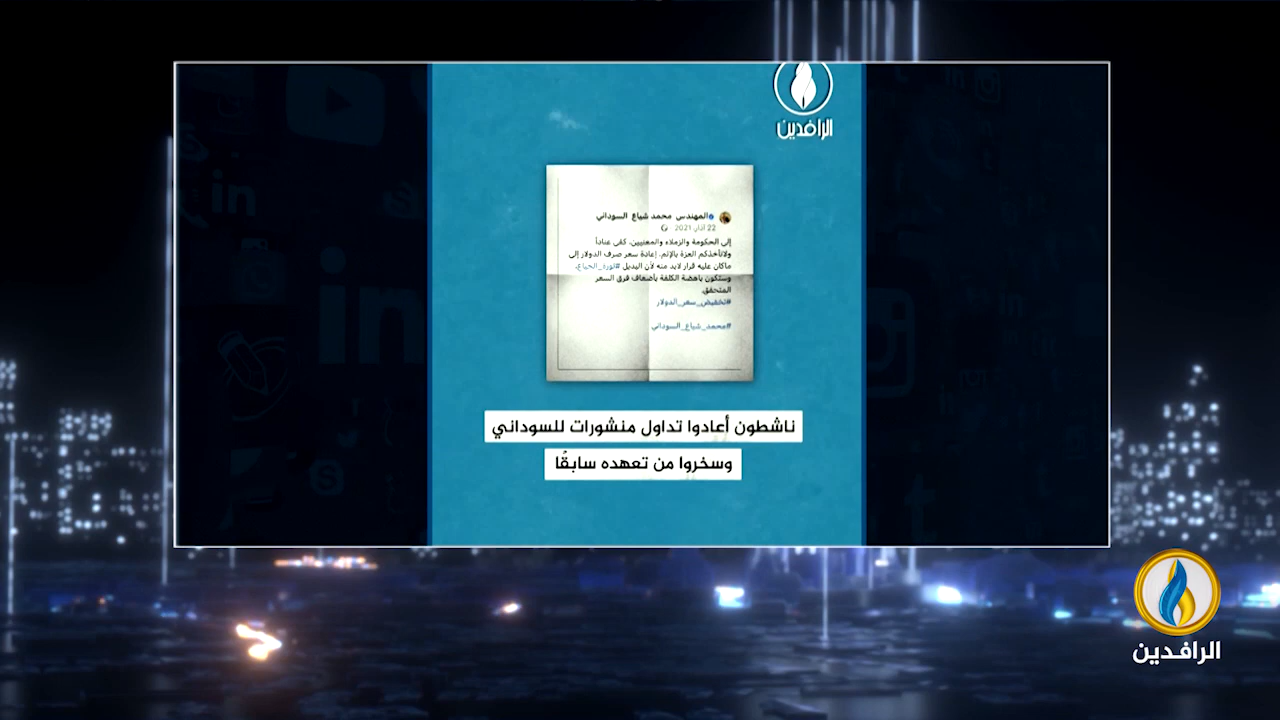 الرافدين
المهندس محمد شياع السوداني
22 آذار 2021
إلى الحكومة والزملاء والمعنيين، كفى عناداً
ولاتأخذكم العزة بالإثم، إعادة سعر صرف الدولار إلى
ماكان عليه قرار لابد منه لأن البديل #ثورة_الجياع،
وستكون باهضة الكلفة بأضعاف فرق السعر
المتحقق.
#تخفيض_سعر_الدولار
#محمد_شياع_السوداني
ناشطون أعادوا تداول منشورات للسوداني
وسخروا من تعهده سابقًا
الرافدين